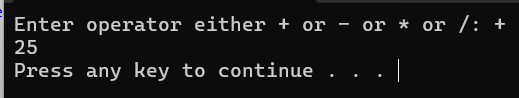 Enter operator either + or - or * or /: +
25
Press any key to continue . . .